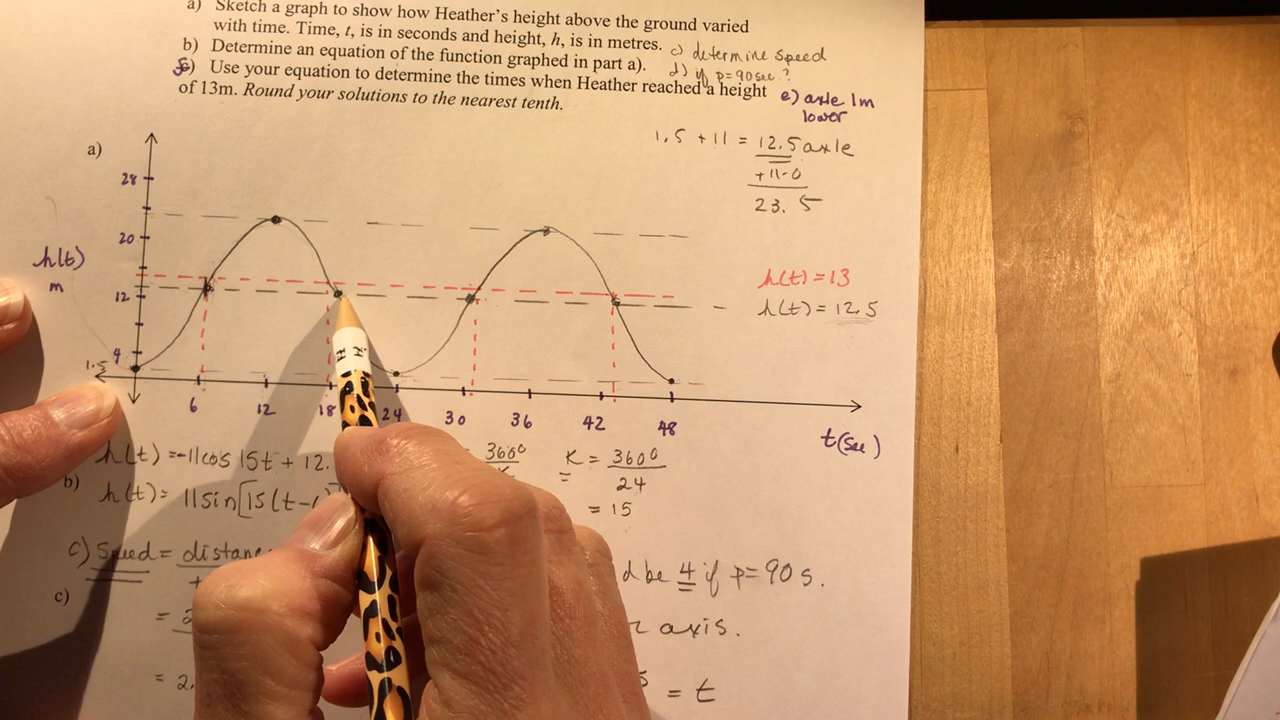 a) Sketch a graph to show how Heather's height above the ground varied
with time. Time, t, is in seconds and height, h, is in metres.
c) determine speed
b) Determine an equation of the function graphed in part a).
d) if p=90sec.?
Use your equation to determine the times when Heather reached a height
of 13m. Round your solutions to the nearest tenth.
e) axle 1m
lower
1.5 + 11 = 12.5 axle
+11.0
23.5
a)
28
20
12
4
1.5
h(t)
m
h(t)=13
h(t)=12.5
6 12 18 24 30 36 42 48
t(sec)
h(t)=-11cos 15t + 12.
b)
h(t)= 11sin[15(t-
360°
K = 360°
24
= 15
c) Speed = distan
d be 4 if p=90s.
c)
= 2
axis.
= 2.
= t